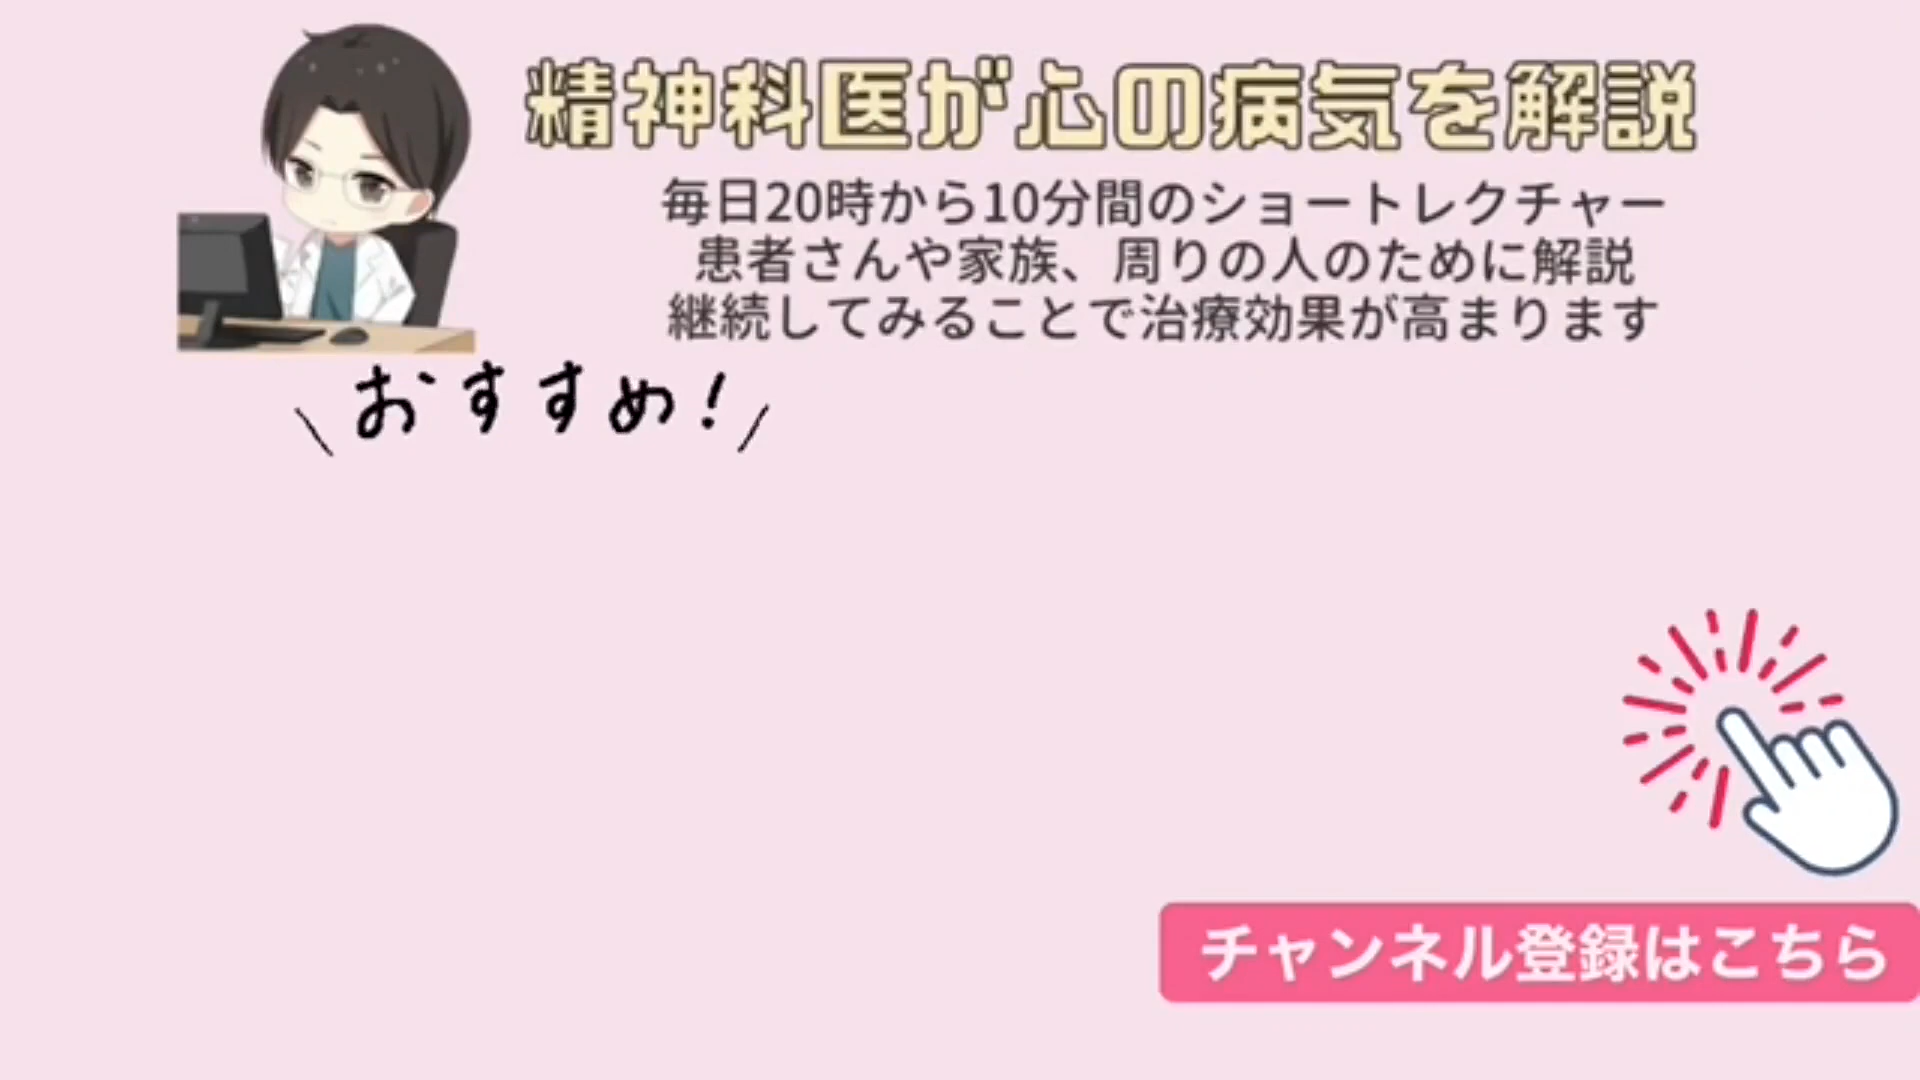 精神科医が心の病気を解説
毎日20時から10分間のショートレクチャー
患者さんや家族、周りの人のために解説
継続してみることで治療効果が高まります
おすすめ!
チャンネル登録はこちら